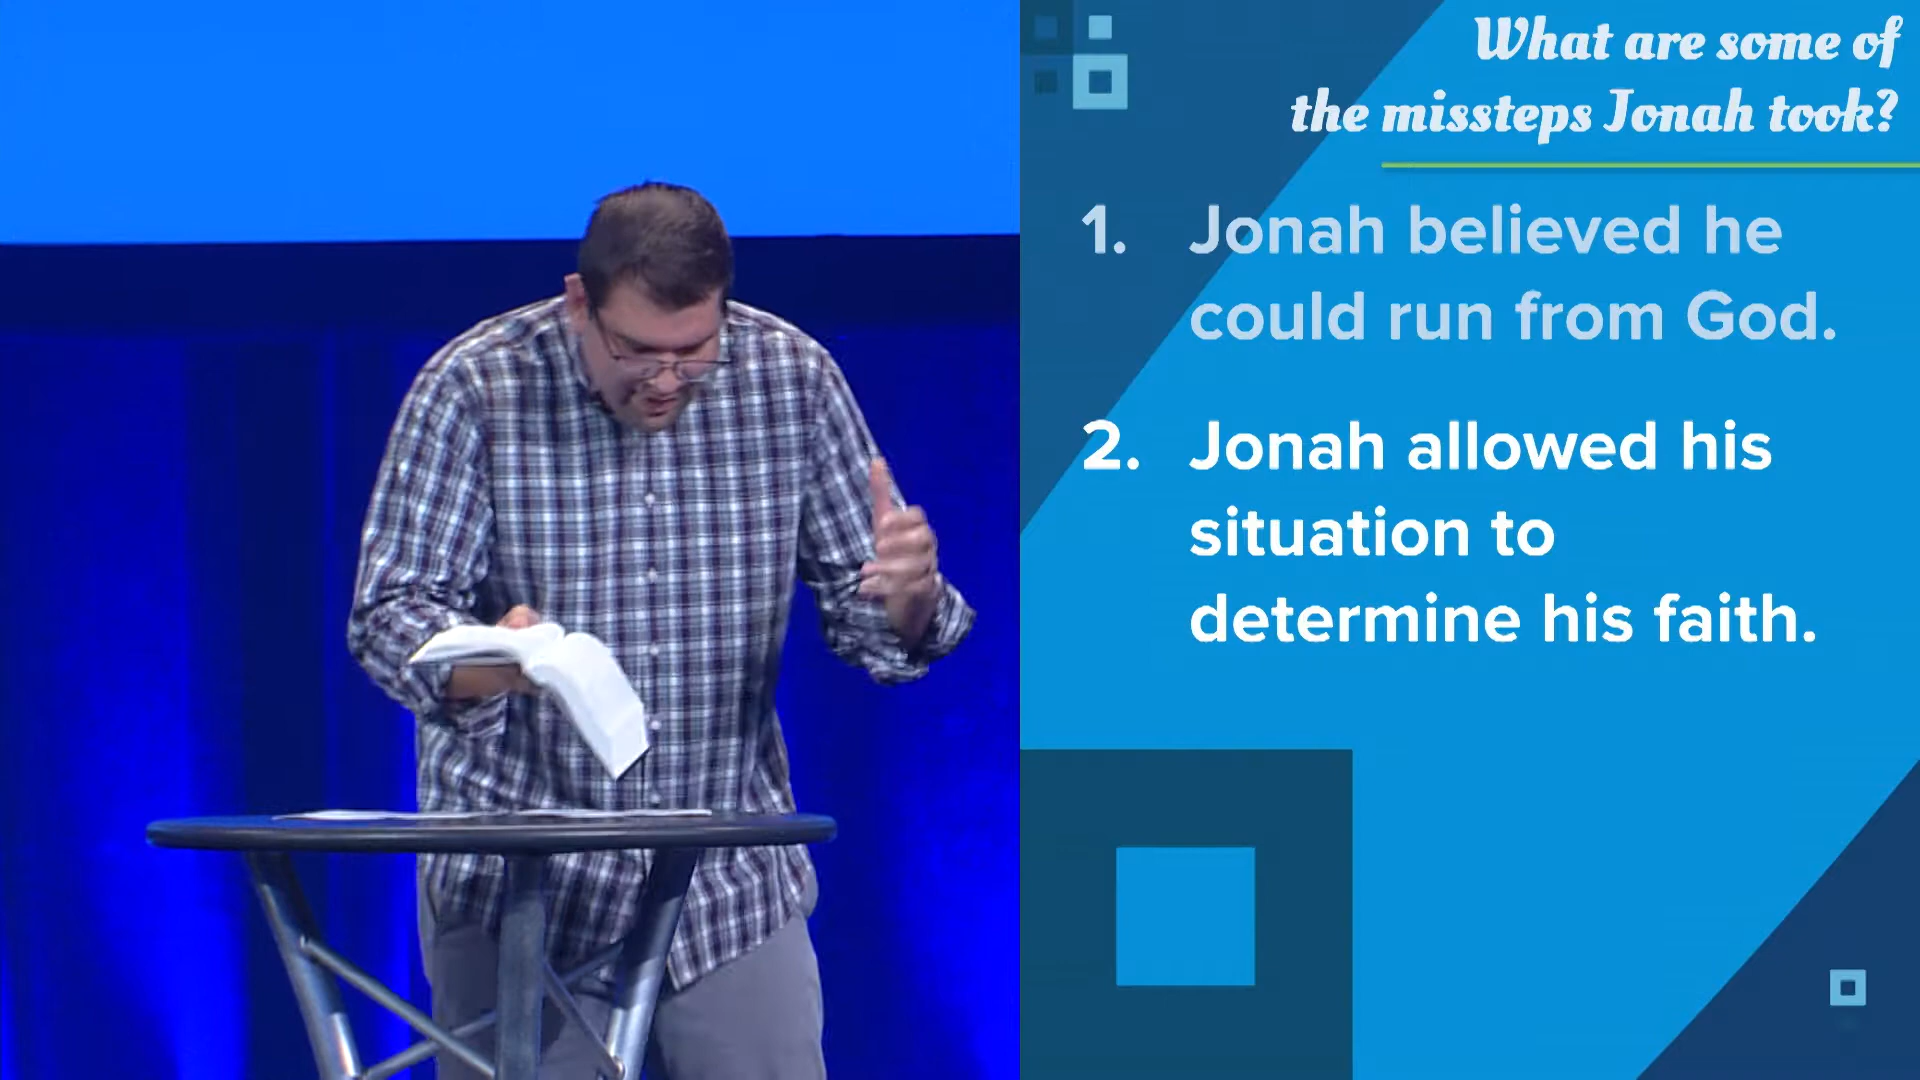 What are some of
the missteps Jonah took?
1. Jonah believed he
could run from God.
2. Jonah allowed his
situation to
determine his faith.